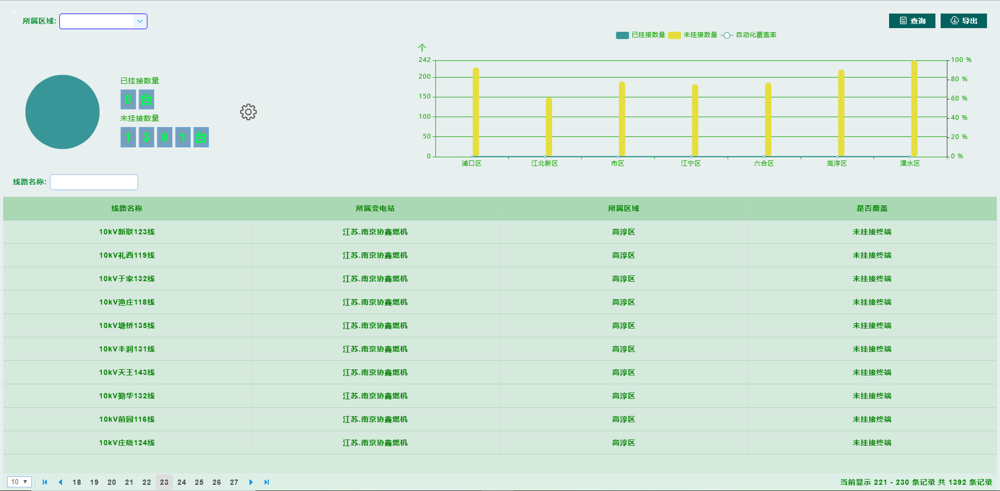 所属区域:
查询
导出
已挂接数量 未挂接数量 自动化覆盖率
个
242
200
150
100
50
0
100 %
80 %
60 %
40 %
20 %
0 %
浦口区 江北新区 市区 江宁区 六合区 高淳区 溧水区
已挂接数量
0台
未挂接数量
1391台
线路名称:
线路名称 所属变电站 所属区域 是否覆盖
10kV新联123线 江苏.南京协鑫燃机 高淳区 未挂接终端
10kV礼西119线 江苏.南京协鑫燃机 高淳区 未挂接终端
10kV于家132线 江苏.南京协鑫燃机 高淳区 未挂接终端
10kV渔庄118线 江苏.南京协鑫燃机 高淳区 未挂接终端
10kV塘桥135线 江苏.南京协鑫燃机 高淳区 未挂接终端
10kV丰润131线 江苏.南京协鑫燃机 高淳区 未挂接终端
10kV天王143线 江苏.南京协鑫燃机 高淳区 未挂接终端
10kV勤华132线 江苏.南京协鑫燃机 高淳区 未挂接终端
10kV前园116线 江苏.南京协鑫燃机 高淳区 未挂接终端
10kV庄晓124线 江苏.南京协鑫燃机 高淳区 未挂接终端
10 18 19 20 21 22 23 24 25 26 27 当前显示 221 - 230 条记录 共 1392 条记录